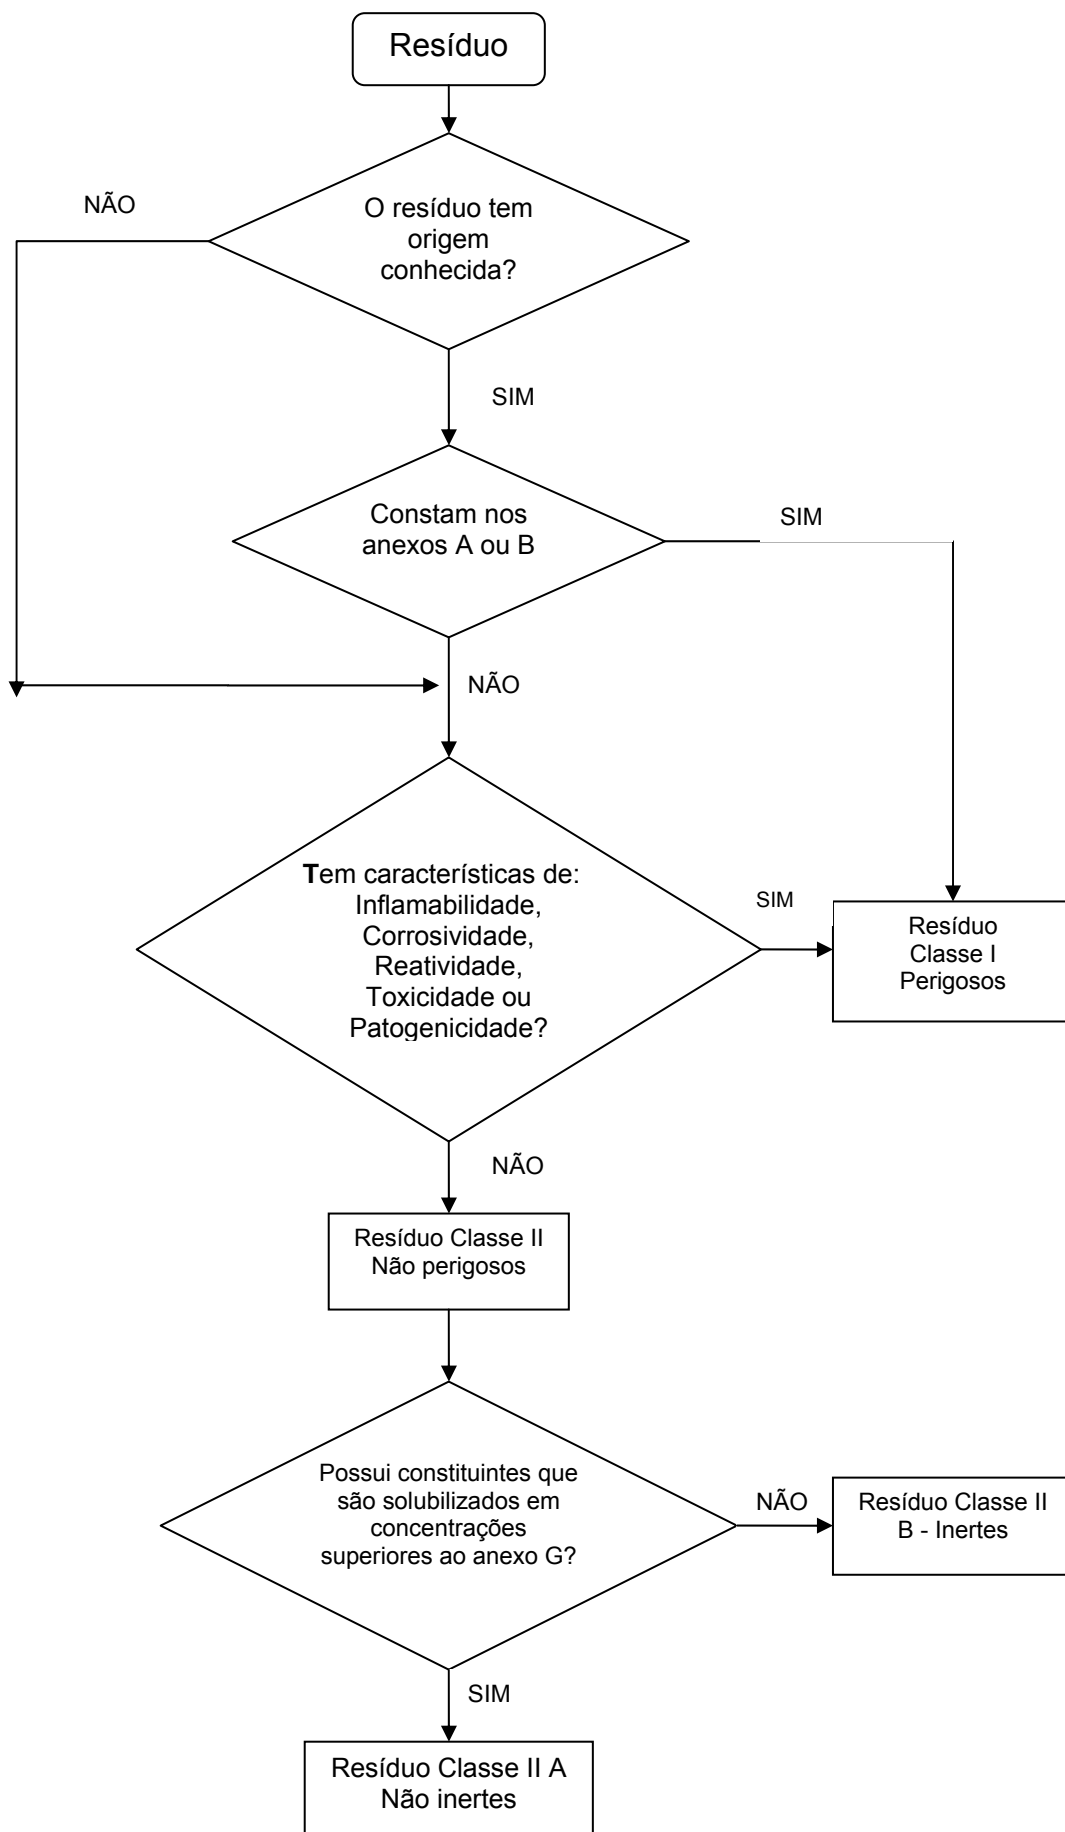 Resíduo
NÃO
O resíduo tem
origem
conhecida?
SIM
Constam nos
anexos A ou B
SIM
NÃO
Tem características de:
Inflamabilidade,
Corrosividade,
Reatividade,
Toxicidade ou
Patogenicidade?
SIM
Resíduo
Classe I
Perigosos
NÃO
Resíduo Classe II
Não perigosos
Possui constituintes que
são solubilizados em
concentrações
superiores ao anexo G?
NÃO
Resíduo Classe II
B - Inertes
SIM
Resíduo Classe II A
Não inertes